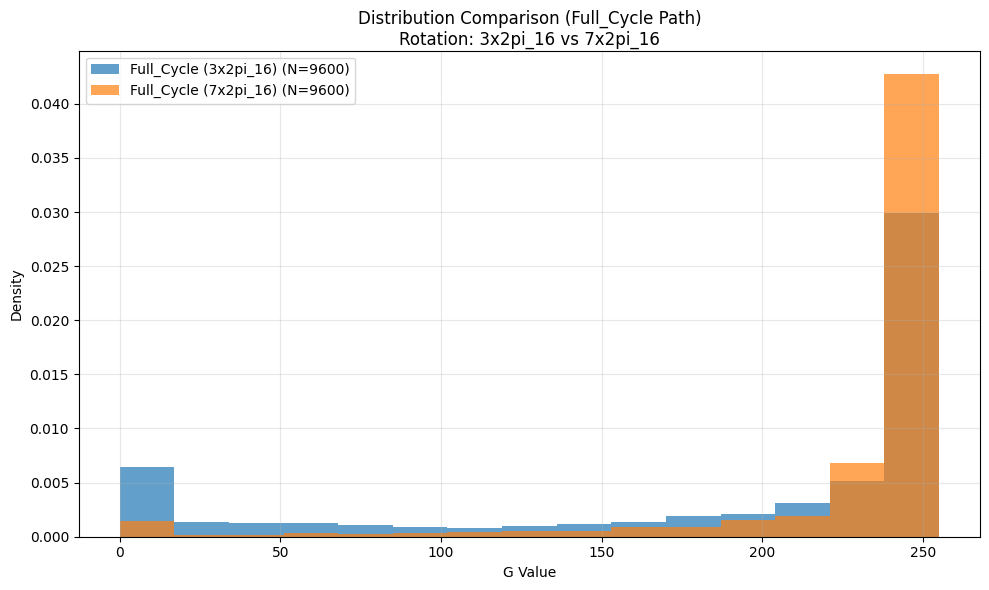 Distribution Comparison (Full_Cycle Path)
Rotation: 3x2pi_16 vs 7x2pi_16
Full_Cycle (3x2pi_16) (N=9600)
Full_Cycle (7x2pi_16) (N=9600)
Density
0.040
0.035
0.030
0.025
0.020
0.015
0.010
0.005
0.000
0 50 100 150 200 250
G Value